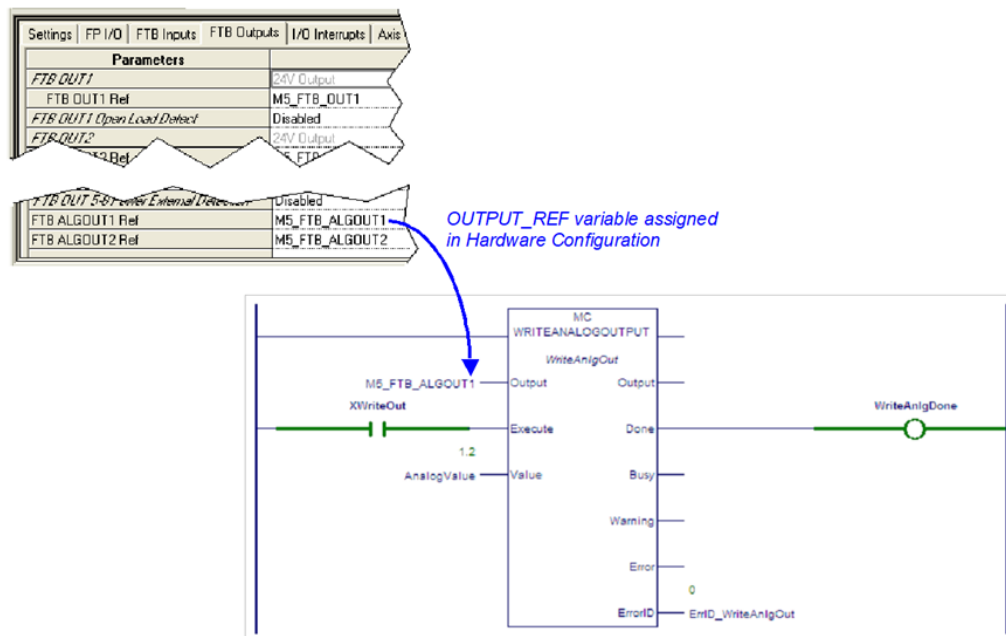 Settings FP I/O FTB Inputs FTB Outputs I/O Interrupts Axis
Parameters
FTB OUT1 24V Output
FTB OUT1 Ref M5_FTB_OUT1
FTB OUT1 Open Load Detect Disabled
FTB OUT2 24V Output
Disabled
FTB ALGOUT1 Ref M5_FTB_ALGOUT1
FTB ALGOUT2 Ref M5_FTB_ALGOUT2
OUTPUT_REF variable assigned
in Hardware Configuration
MC
WRITEANALOGOUTPUT
WriteAnlgOut
M5_FTB_ALGOUT1 Output Output
XWriteOut WriteAnlgDone
Execute Done
1.2
AnalogValue Value Busy
Warning
Error
0
ErrorID ErrID_WriteAnlgOut